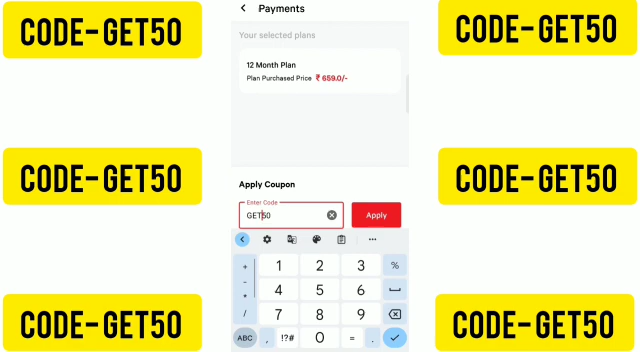 CODE-GET50
CODE-GET50
CODE-GET50
Payments
Your selected plans
12 Month Plan
Plan Purchased Price ₹ 659.0/-
Apply Coupon
Enter Code
GET50
Apply
+ 1 2 3 %
- 4 5 6
* 7 8 9
/
ABC , !?# 0 = .
CODE-GET50
CODE-GET50
CODE-GET50